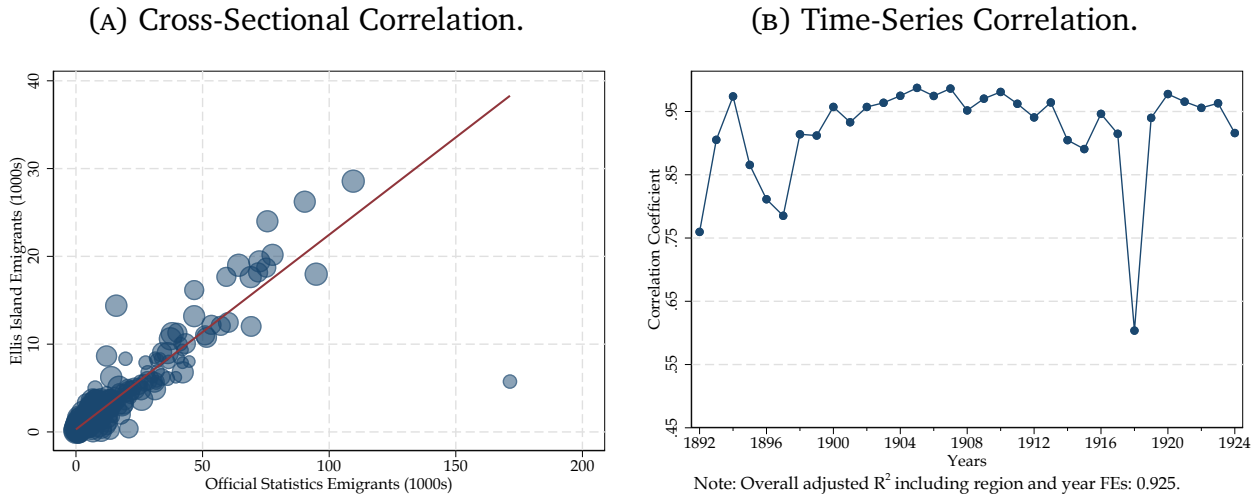 (A) Cross-Sectional Correlation.
40
30
20
10
0
Ellis Island Emigrants (1000s)
0 50 100 150 200
Official Statistics Emigrants (1000s)
(B) Time-Series Correlation.
.95
.85
.75
.65
.55
.45
Correlation Coefficient
1892 1896 1900 1904 1908 1912 1916 1920 1924
Years
Note: Overall adjusted R² including region and year FEs: 0.925.